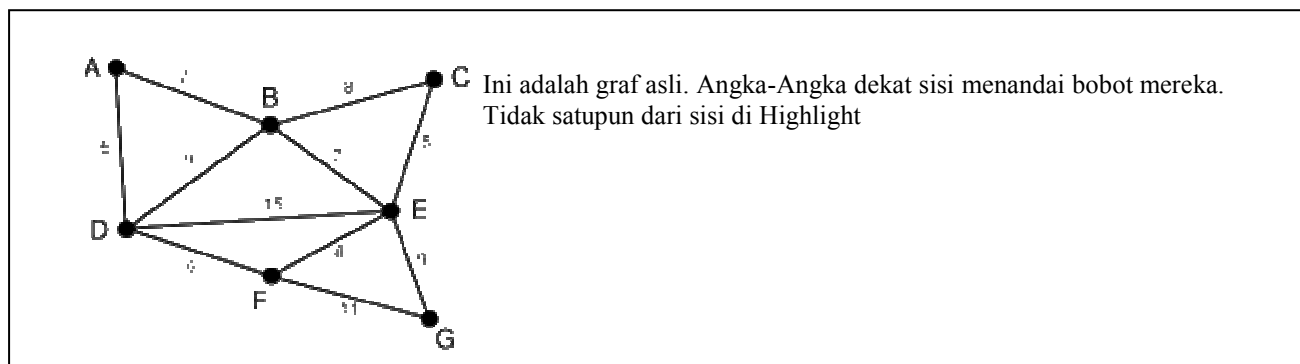 A
7
B
8
C
Ini adalah graf asli. Angka-Angka dekat sisi menandai bobot mereka.
Tidak satupun dari sisi di Highlight
5
7
15
D
E
F
11
G